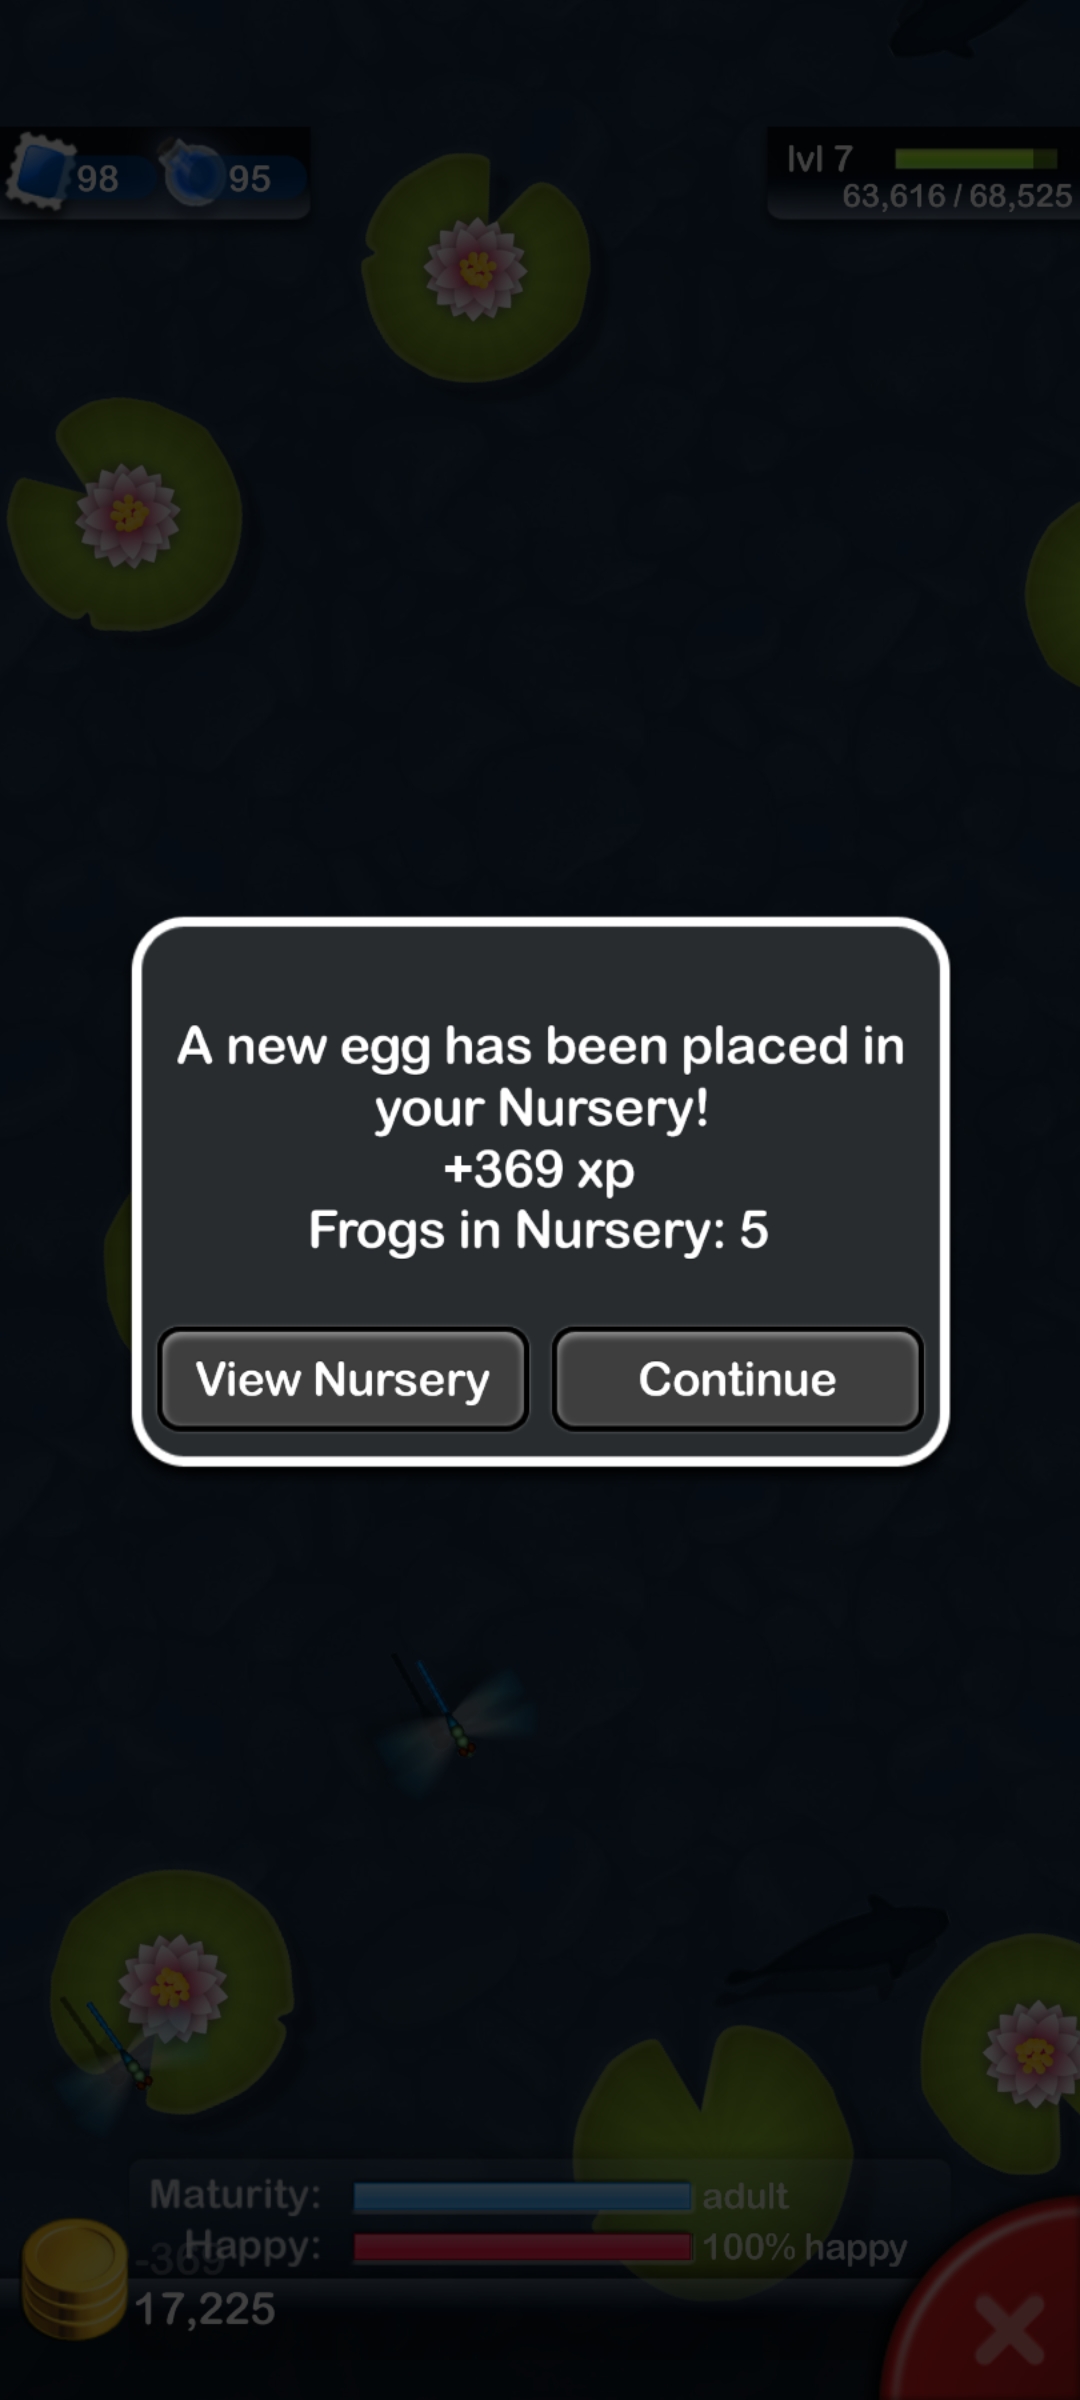 98
95
lvl 7
63,616 / 68,525
A new egg has been placed in
your Nursery!
+369 xp
Frogs in Nursery: 5
View Nursery
Continue
Maturity:
adult
Happy:
100% happy
-369
17,225